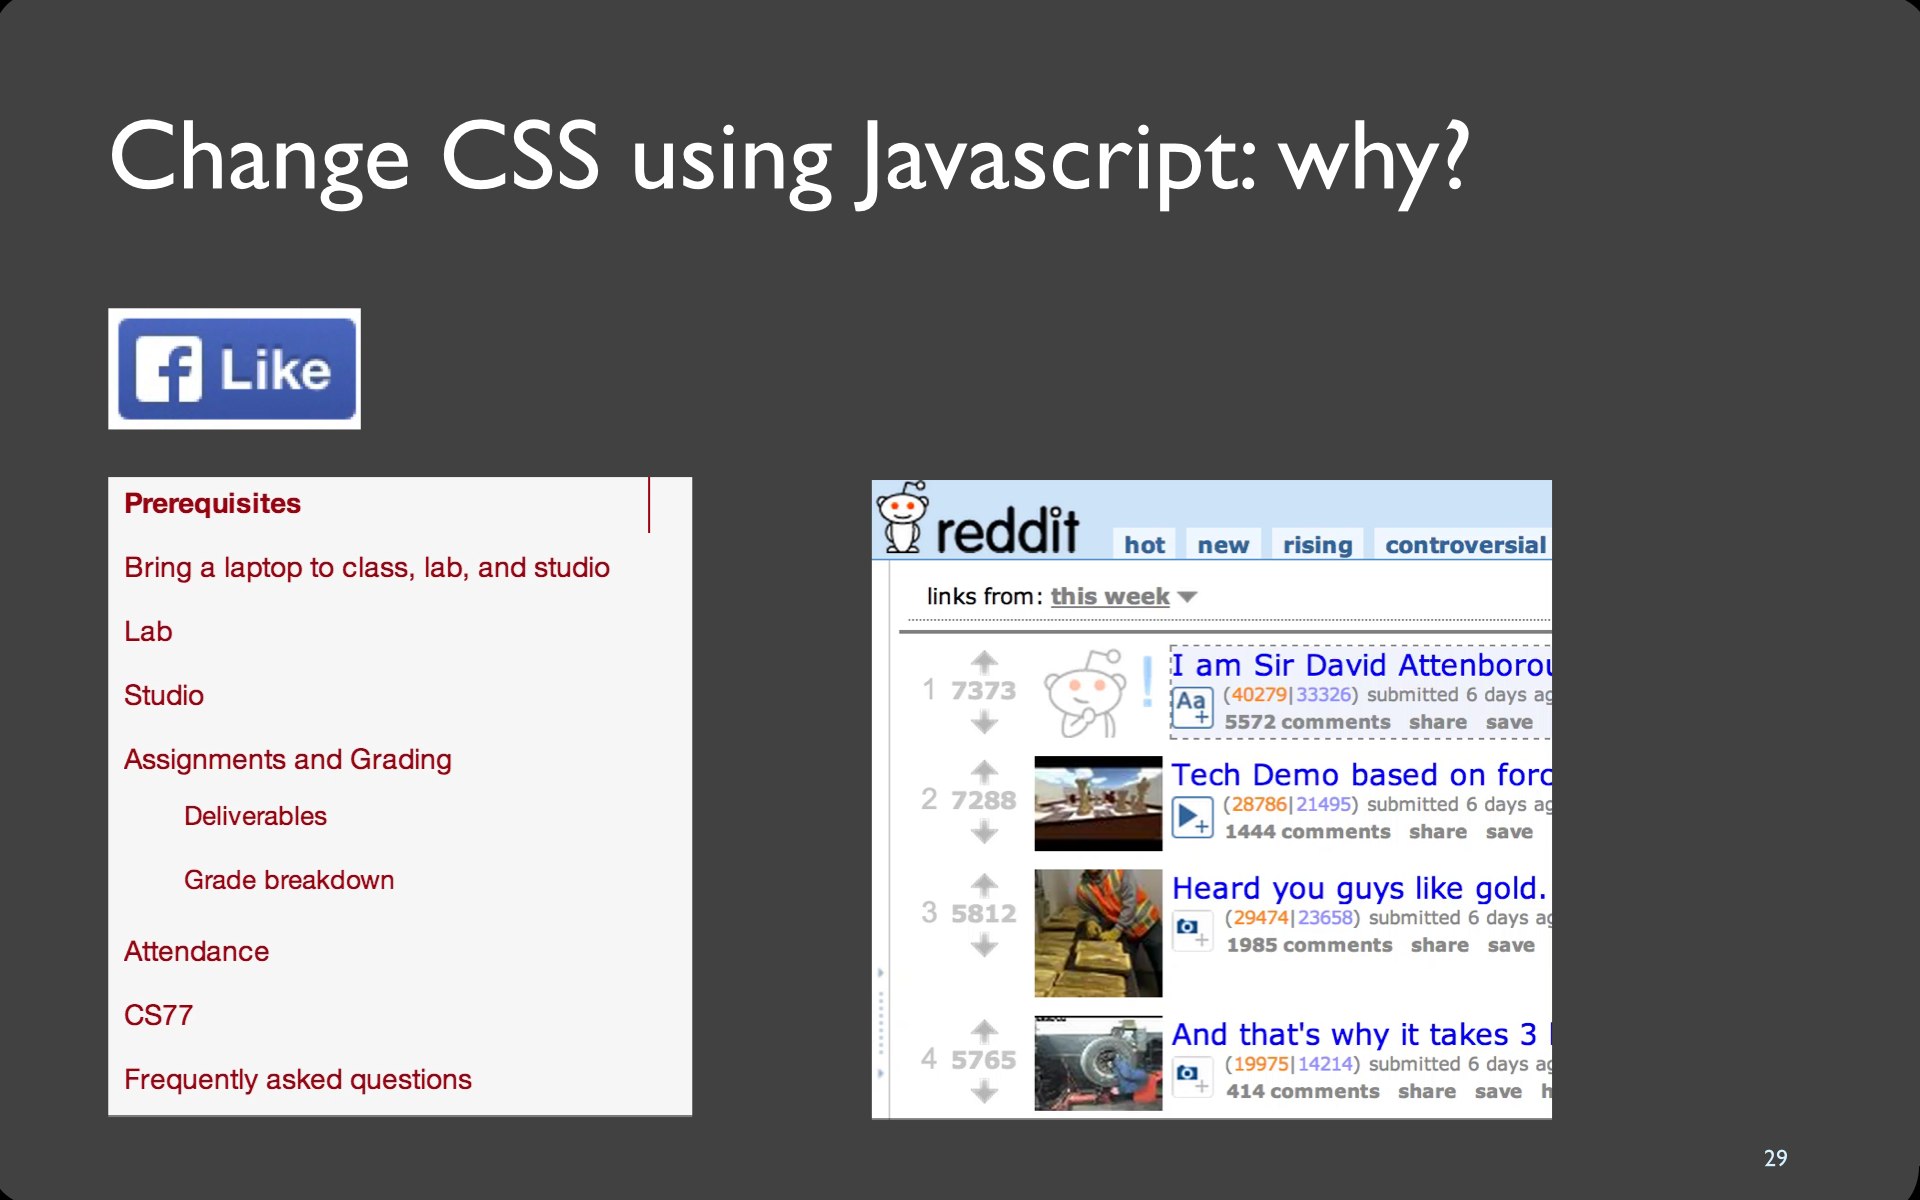 Change CSS using Javascript: why?
f Like
Prerequisites
Bring a laptop to class, lab, and studio
Lab
Studio
Assignments and Grading
Deliverables
Grade breakdown
Attendance
CS77
Frequently asked questions
reddit hot new rising controversial
links from: this week
1 7373
I am Sir David Attenborou
Aa+ (40279|33326) submitted 6 days ag
5572 comments share save
2 7288
Tech Demo based on forc
(28786|21495) submitted 6 days ag
1444 comments share save
3 5812
Heard you guys like gold.
(29474|23658) submitted 6 days ag
1985 comments share save
4 5765
And that's why it takes 3
(19975|14214) submitted 6 days ag
414 comments share save h
29